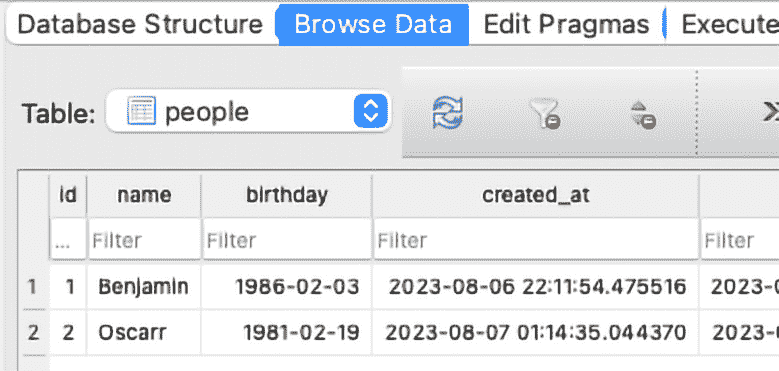 Database Structure Browse Data Edit Pragmas Execute
Table: people
id name birthday created_at
... Filter Filter Filter Filter
1 1 Benjamin 1986-02-03 2023-08-06 22:11:54.475516 2023-0
2 2 Oscarr 1981-02-19 2023-08-07 01:14:35.044370 2023-0